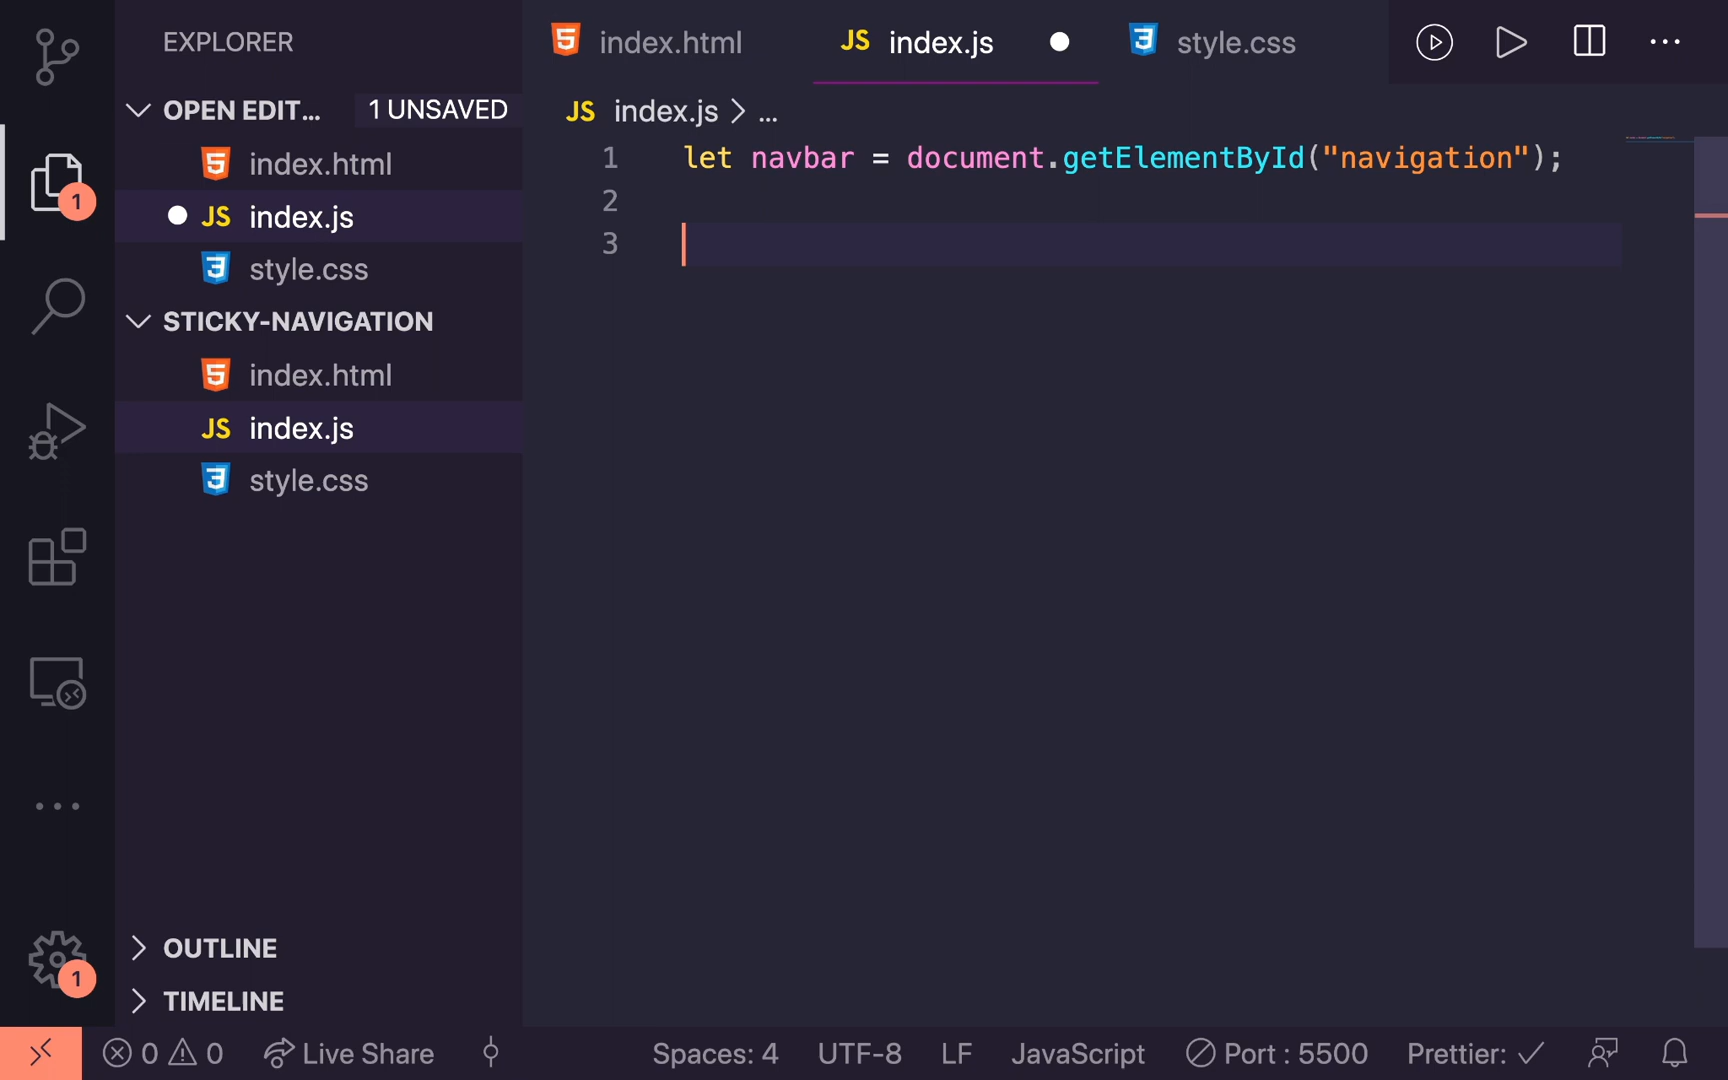 EXPLORER
OPEN EDIT... 1 UNSAVED
index.html
JS index.js
style.css
STICKY-NAVIGATION
index.html
JS index.js
style.css
OUTLINE
TIMELINE
1
1
index.html
JS index.js
style.css
JS index.js > ...
1 let navbar = document.getElementById("navigation");
2
3
0 0 Live Share
Spaces: 4 UTF-8 LF JavaScript Port : 5500 Prettier: ✓